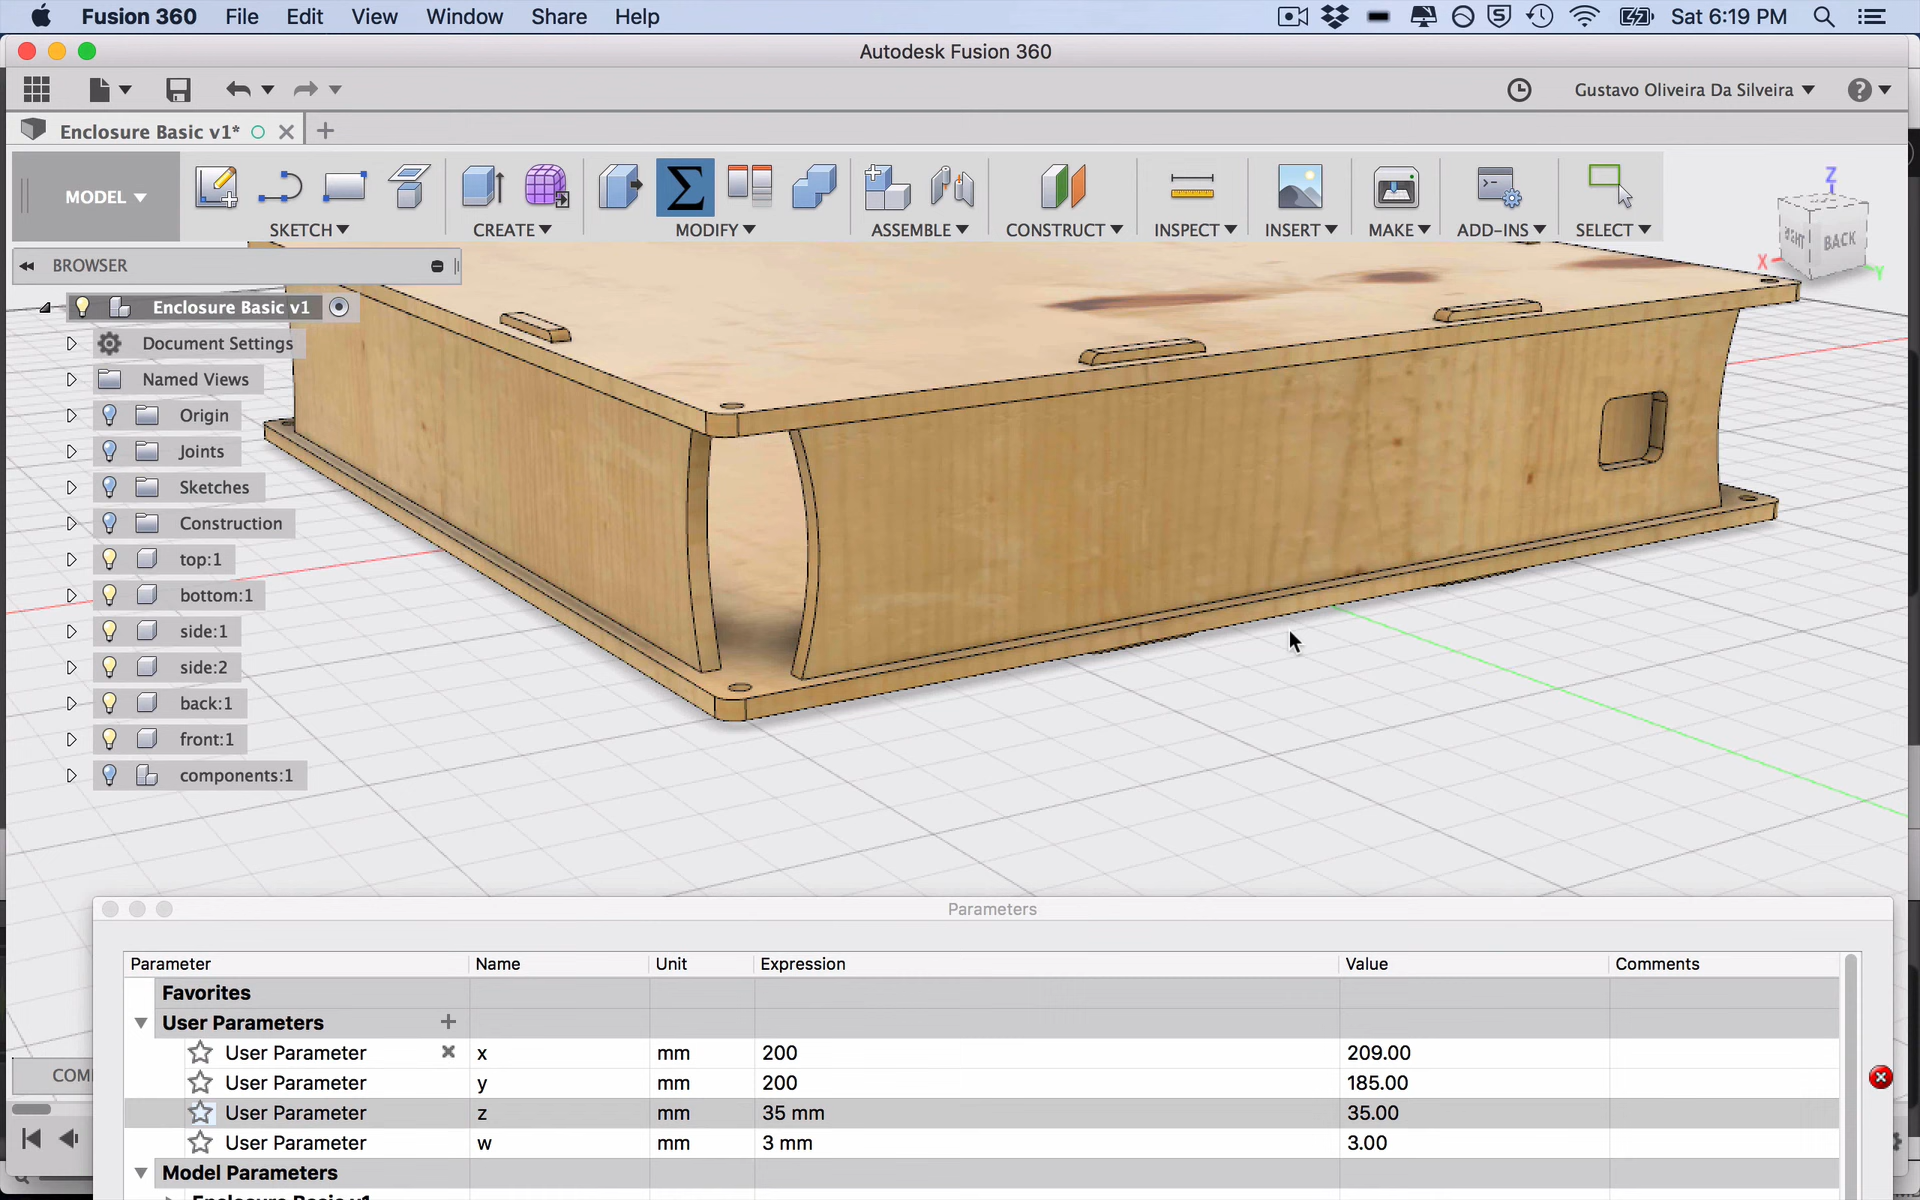 Fusion 360 File Edit View Window Share Help Sat 6:19 PM
Autodesk Fusion 360
Gustavo Oliveira Da Silveira
Enclosure Basic v1*
MODEL
SKETCH CREATE MODIFY ASSEMBLE CONSTRUCT INSPECT INSERT MAKE ADD-INS SELECT
Z
X
Y
RIGHT
BACK
BROWSER
Enclosure Basic v1
Document Settings
Named Views
Origin
Joints
Sketches
Construction
top:1
bottom:1
side:1
side:2
back:1
front:1
components:1
COM
Parameters
Parameter Name Unit Expression Value Comments
Favorites
User Parameters
User Parameter x mm 200 209.00
User Parameter y mm 200 185.00
User Parameter z mm 35 mm 35.00
User Parameter w mm 3 mm 3.00
Model Parameters
Enclosure Basic v1